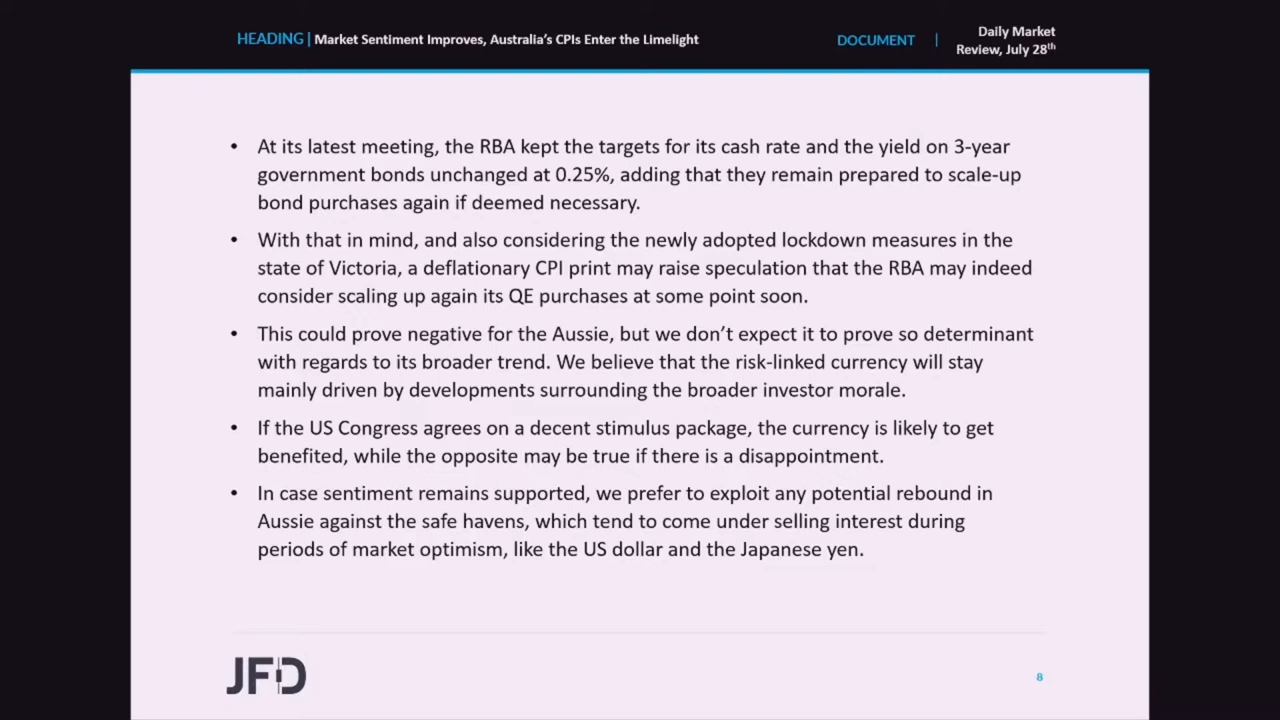 HEADING | Market Sentiment Improves, Australia's CPIs Enter the Limelight
DOCUMENT | Daily Market
Review, July 28th
• At its latest meeting, the RBA kept the targets for its cash rate and the yield on 3-year
government bonds unchanged at 0.25%, adding that they remain prepared to scale-up
bond purchases again if deemed necessary.
• With that in mind, and also considering the newly adopted lockdown measures in the
state of Victoria, a deflationary CPI print may raise speculation that the RBA may indeed
consider scaling up again its QE purchases at some point soon.
• This could prove negative for the Aussie, but we don't expect it to prove so determinant
with regards to its broader trend. We believe that the risk-linked currency will stay
mainly driven by developments surrounding the broader investor morale.
• If the US Congress agrees on a decent stimulus package, the currency is likely to get
benefited, while the opposite may be true if there is a disappointment.
• In case sentiment remains supported, we prefer to exploit any potential rebound in
Aussie against the safe havens, which tend to come under selling interest during
periods of market optimism, like the US dollar and the Japanese yen.
JFD
8